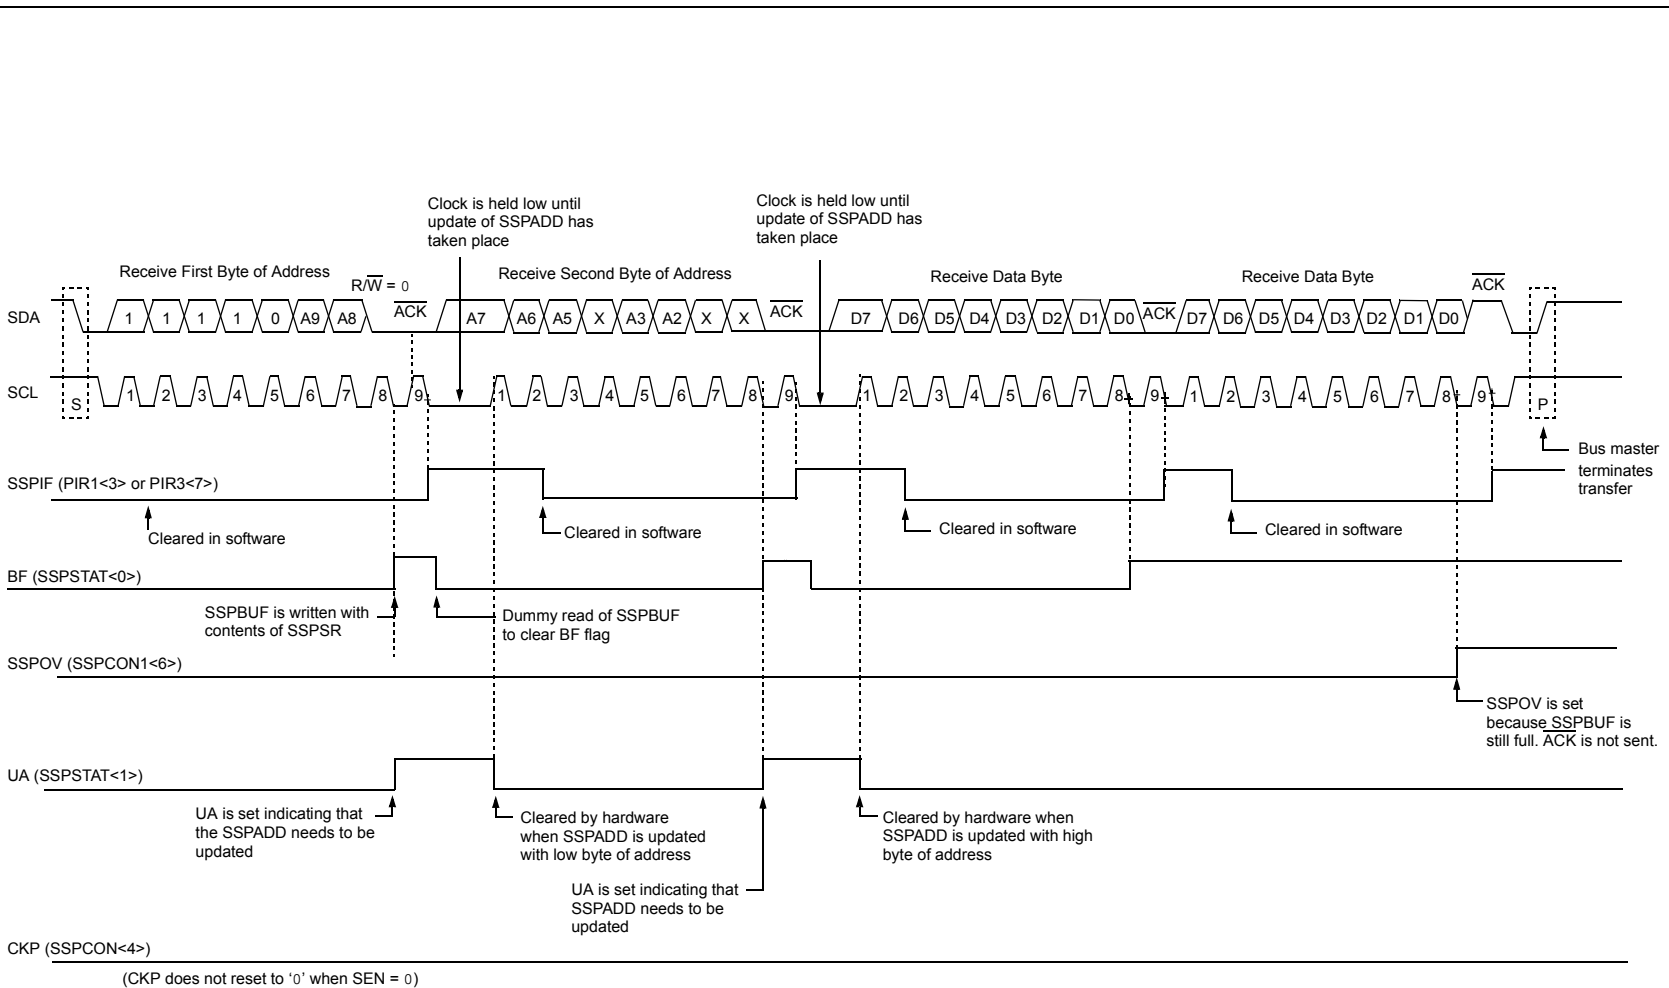 Clock is held low until
update of SSPADD has
taken place
Clock is held low until
update of SSPADD has
taken place
Receive First Byte of Address
R/W = 0
ACK
Receive Second Byte of Address
ACK
Receive Data Byte
ACK
Receive Data Byte
ACK
SDA
1 1 1 1 0 A9 A8
A7 A6 A5 X A3 A2 X X
D7 D6 D5 D4 D3 D2 D1 D0
D7 D6 D5 D4 D3 D2 D1 D0
SCL
S
1 2 3 4 5 6 7 8 9
1 2 3 4 5 6 7 8 9
1 2 3 4 5 6 7 8 9
1 2 3 4 5 6 7 8 9
P
Bus master
terminates
transfer
SSPIF (PIR1<3> or PIR3<7>)
Cleared in software
Cleared in software
Cleared in software
Cleared in software
BF (SSPSTAT<0>)
SSPBUF is written with
contents of SSPSR
Dummy read of SSPBUF
to clear BF flag
SSPOV (SSPCON1<6>)
SSPOV is set
because SSPBUF is
still full. ACK is not sent.
UA (SSPSTAT<1>)
UA is set indicating that
the SSPADD needs to be
updated
Cleared by hardware
when SSPADD is updated
with low byte of address
UA is set indicating that
SSPADD needs to be
updated
Cleared by hardware when
SSPADD is updated with high
byte of address
CKP (SSPCON<4>)
(CKP does not reset to ‘0’ when SEN = 0)